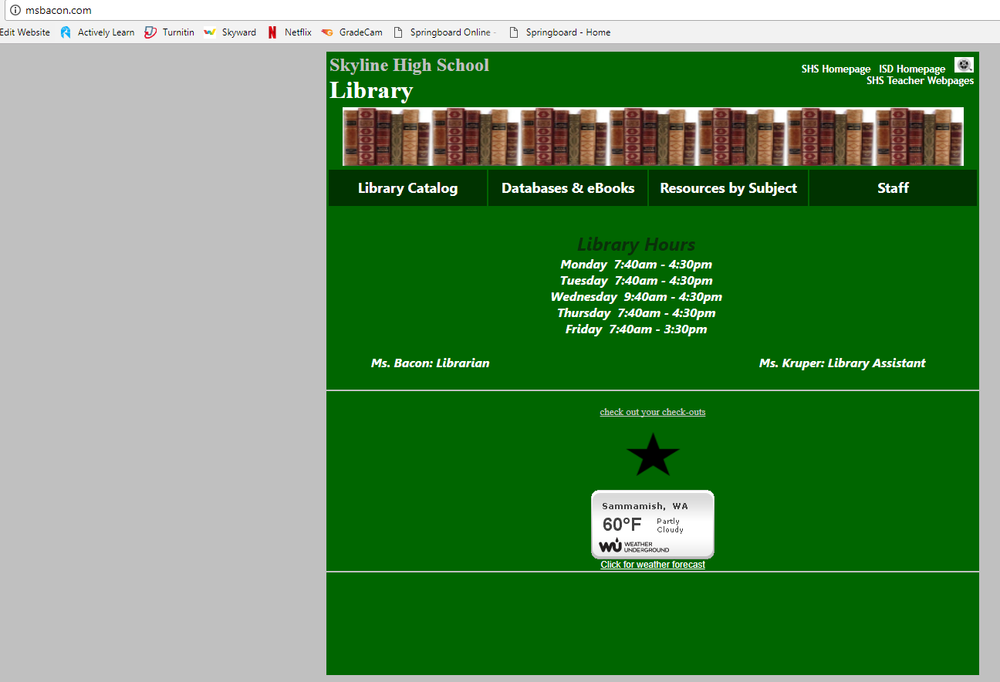 msbacon.com
Edit Website Actively Learn Turnitin Skyward Netflix GradeCam Springboard Online - Springboard - Home
Skyline High School
Library
SHS Homepage ISD Homepage
SHS Teacher Webpages
Library Catalog Databases & eBooks Resources by Subject Staff
Library Hours
Monday 7:40am - 4:30pm
Tuesday 7:40am - 4:30pm
Wednesday 9:40am - 4:30pm
Thursday 7:40am - 4:30pm
Friday 7:40am - 3:30pm
Ms. Bacon: Librarian Ms. Kruper: Library Assistant
check out your check-outs
Sammamish, WA
60°F Partly
Cloudy
wu WEATHER
UNDERGROUND
Click for weather forecast